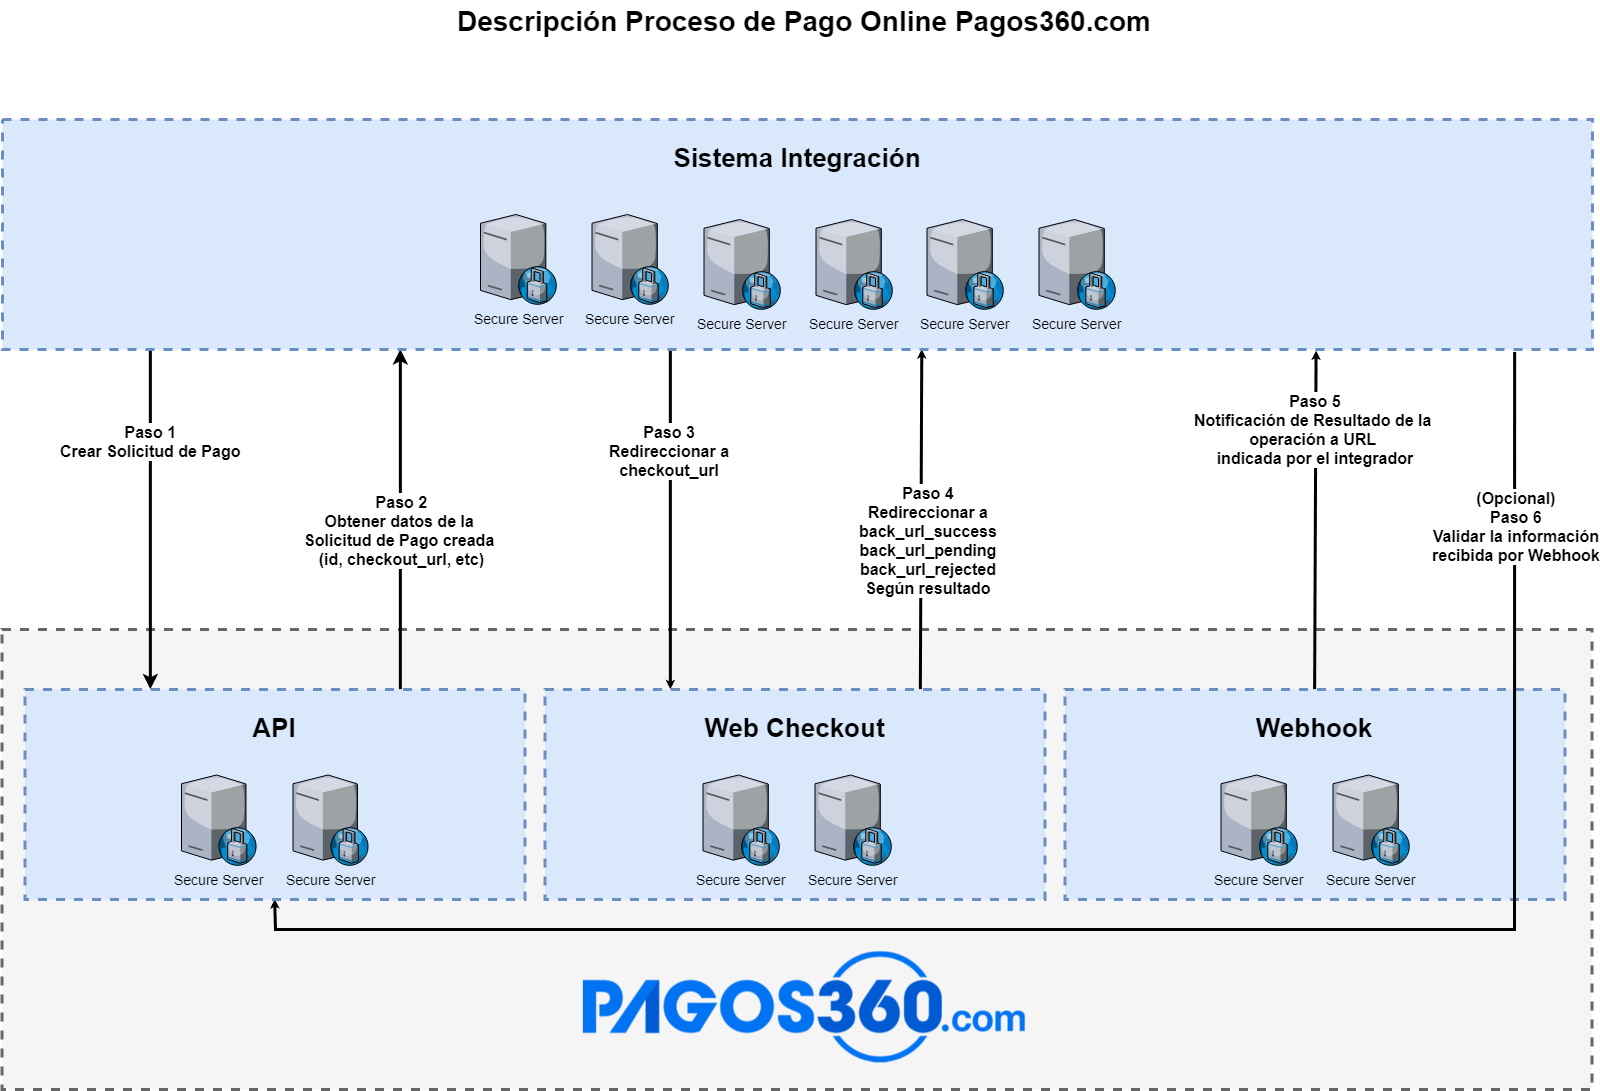 Descripción Proceso de Pago Online Pagos360.com
Sistema Integración
Secure Server
Secure Server
Secure Server
Secure Server
Secure Server
Secure Server
Paso 1
Crear Solicitud de Pago
Paso 2
Obtener datos de la
Solicitud de Pago creada
(id, checkout_url, etc)
Paso 3
Redireccionar a
checkout_url
Paso 4
Redireccionar a
back_url_success
back_url_pending
back_url_rejected
Según resultado
Paso 5
Notificación de Resultado de la
operación a URL
indicada por el integrador
(Opcional)
Paso 6
Validar la información
recibida por Webhook
API
Secure Server
Secure Server
Web Checkout
Secure Server
Secure Server
Webhook
Secure Server
Secure Server
PAGOS360.com